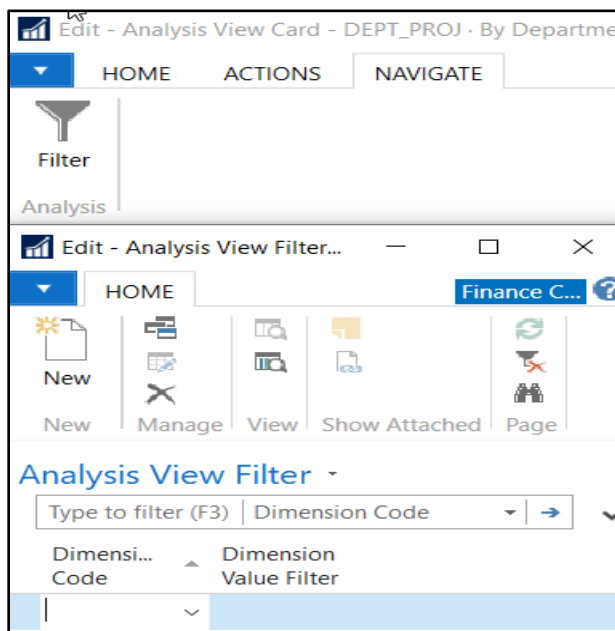 Edit - Analysis View Card - DEPT_PROJ · By Departme
HOME ACTIONS NAVIGATE
Filter
Analysis
Edit - Analysis View Filter...
HOME Finance C... ?
New
New Manage View Show Attached Page
Analysis View Filter
Type to filter (F3) Dimension Code
Dimensi... Dimension
Code Value Filter